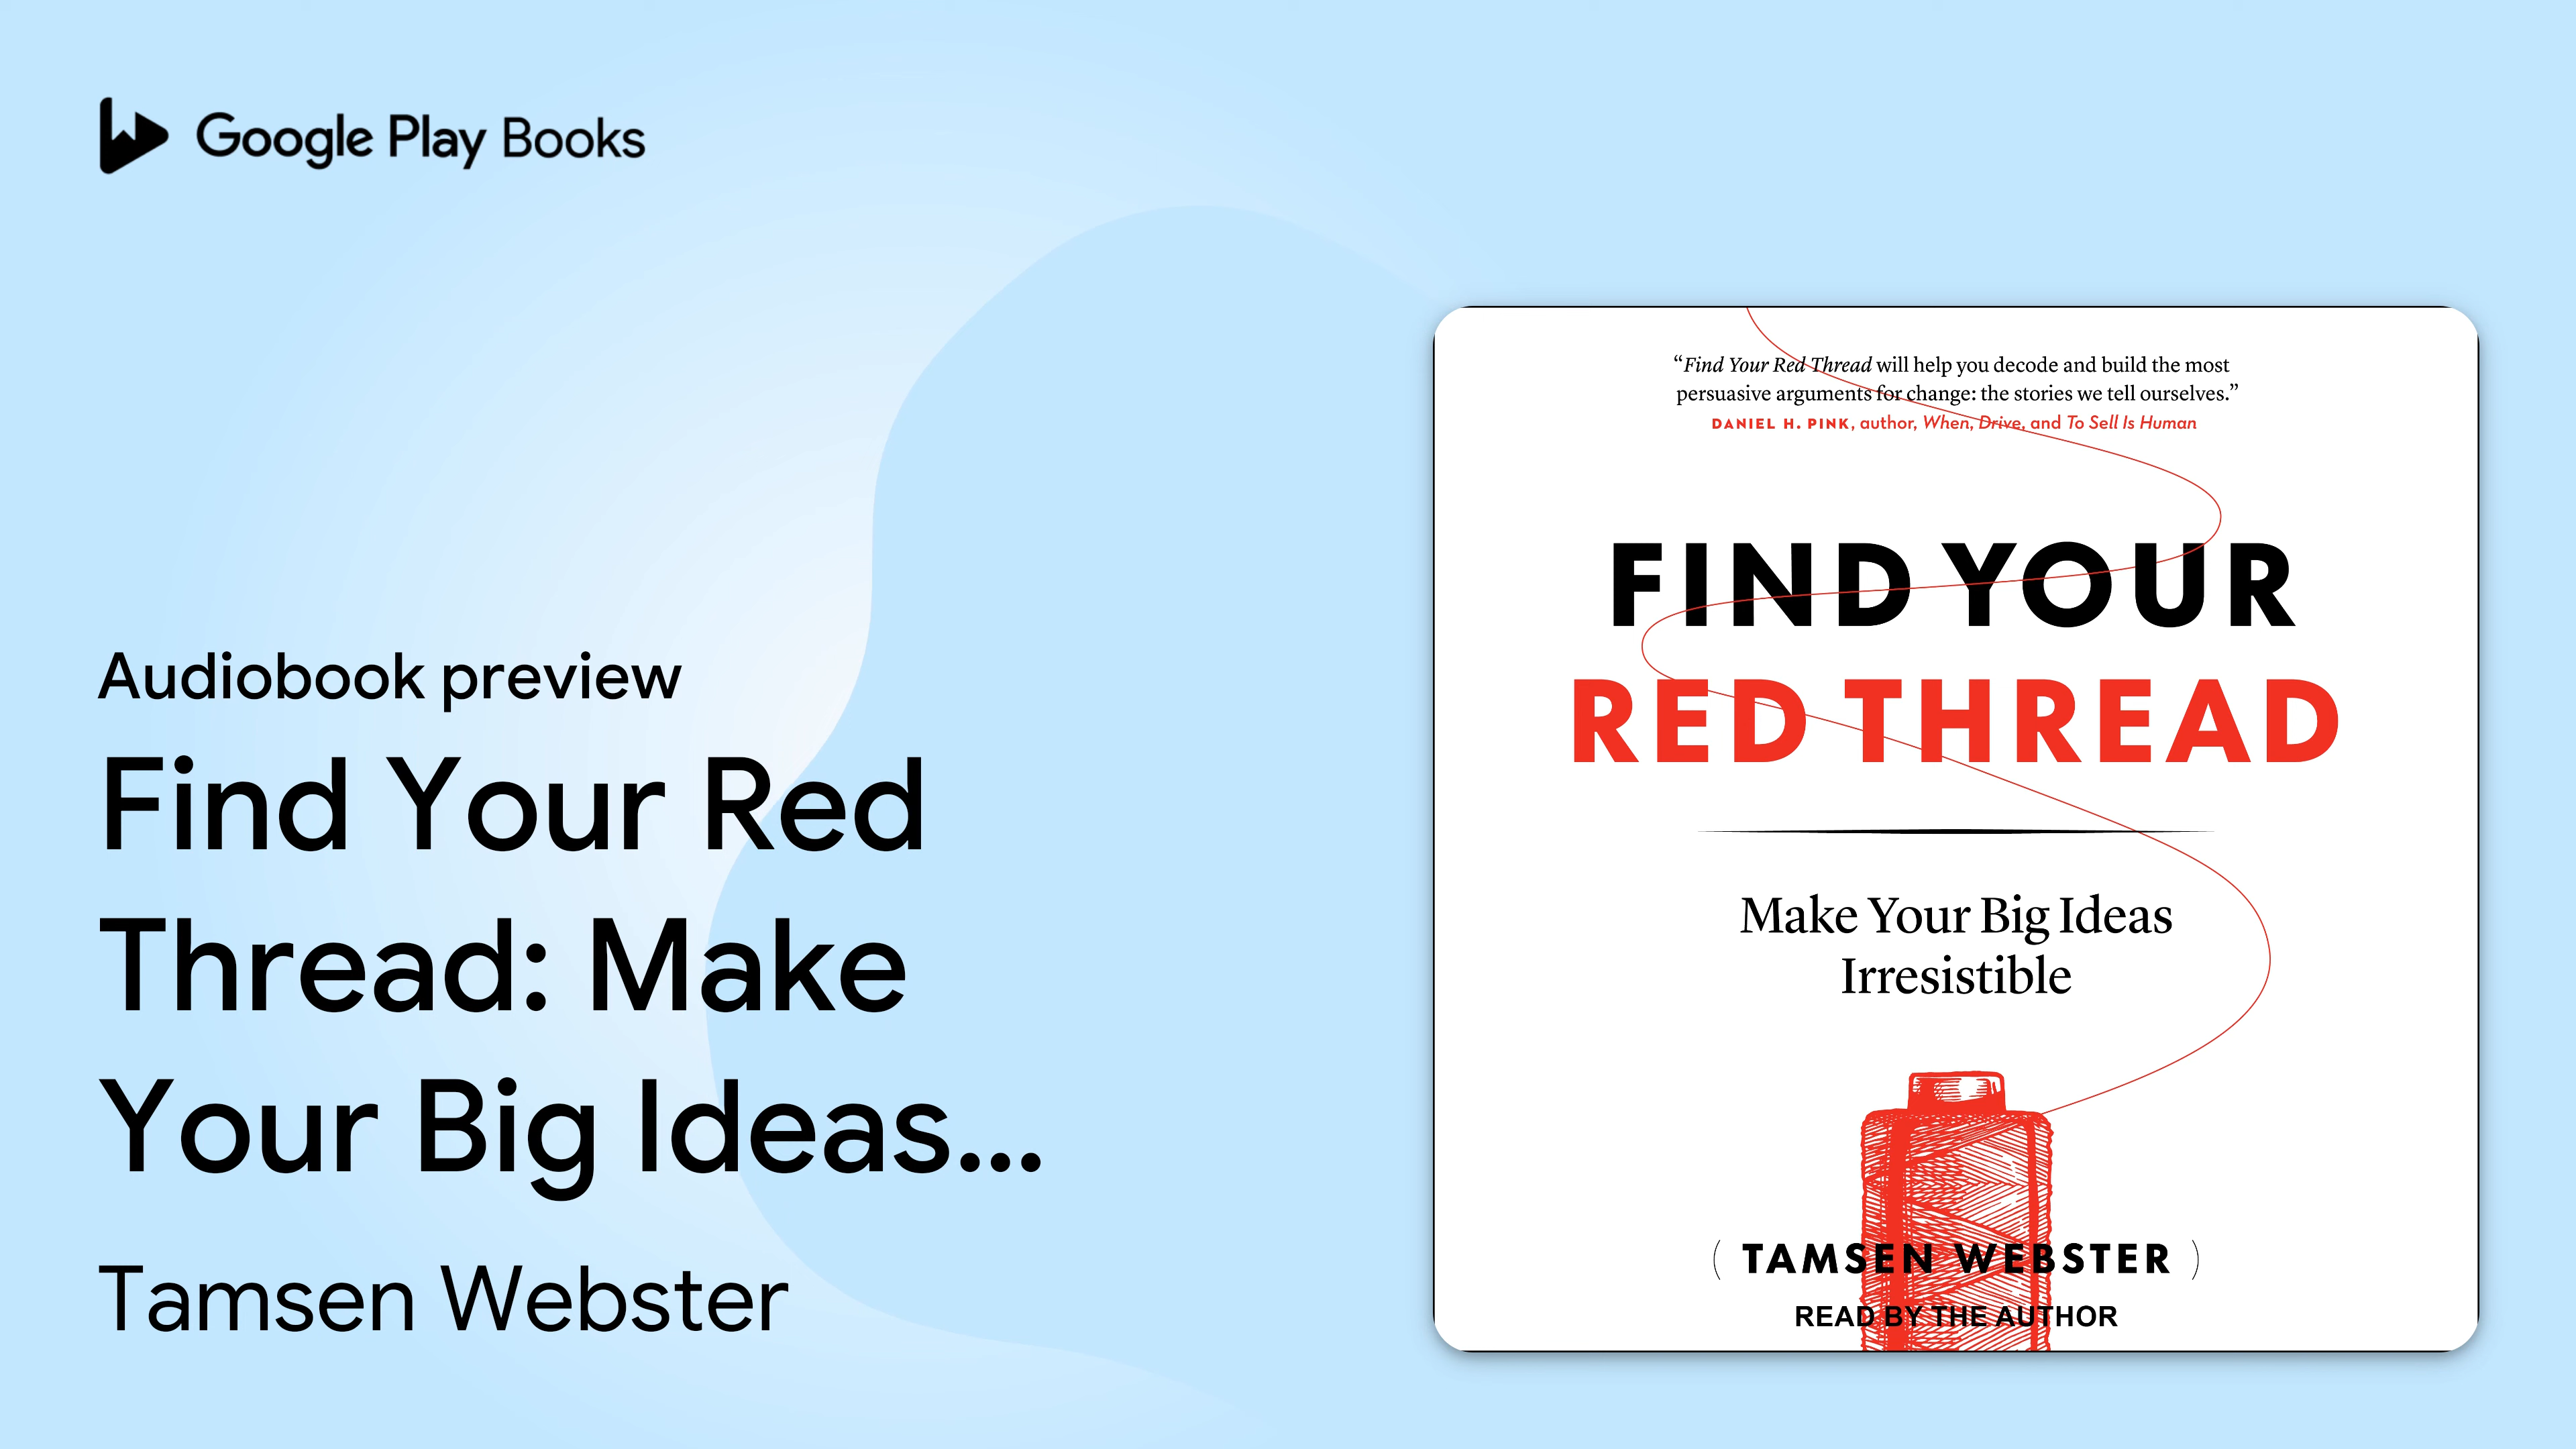 Google Play Books
Audiobook preview
Find Your Red
Thread: Make
Your Big Ideas...
Tamsen Webster
“Find Your Red Thread will help you decode and build the most
persuasive arguments for change: the stories we tell ourselves.”
DANIEL H. PINK, author, When, Drive, and To Sell Is Human
FIND YOUR
RED THREAD
Make Your Big Ideas
Irresistible
( TAMSEN WEBSTER )
READ BY THE AUTHOR